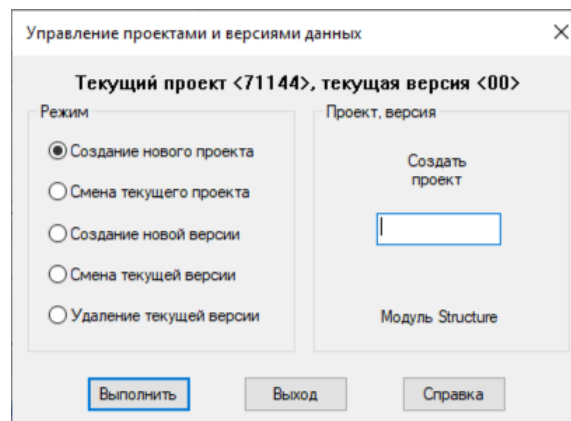 Управление проектами и версиями данных
Текущий проект <71144>, текущая версия <00>
Режим
Создание нового проекта
Смена текущего проекта
Создание новой версии
Смена текущей версии
Удаление текущей версии
Проект, версия
Создать
проект
Модуль Structure
Выполнить
Выход
Справка